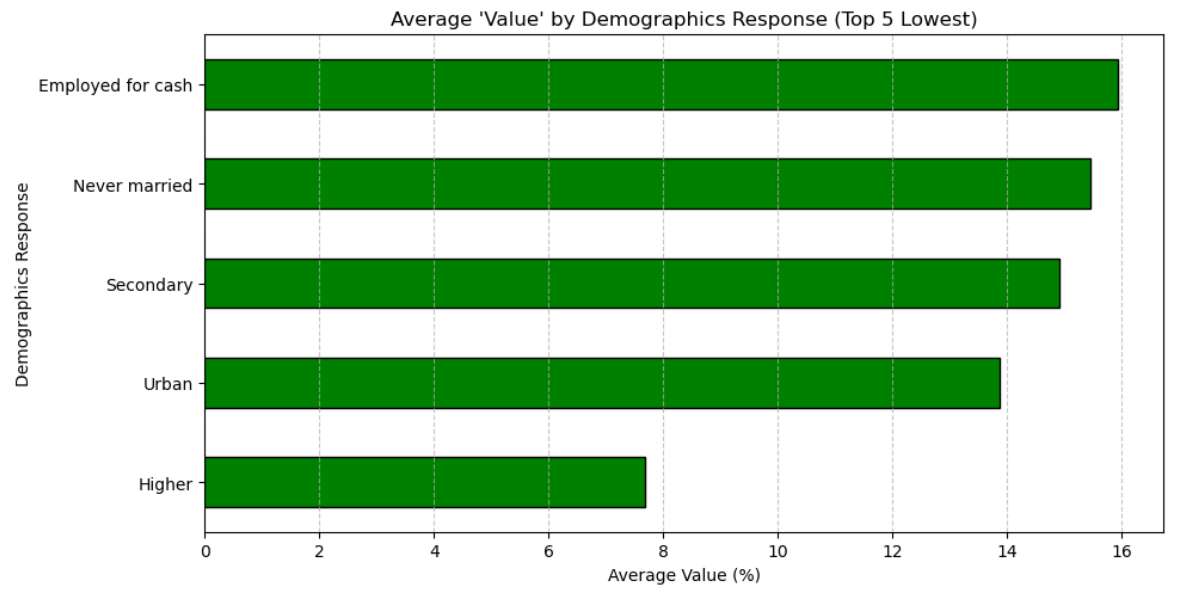 Average 'Value' by Demographics Response (Top 5 Lowest)
Demographics Response
Employed for cash
Never married
Secondary
Urban
Higher
0 2 4 6 8 10 12 14 16
Average Value (%)